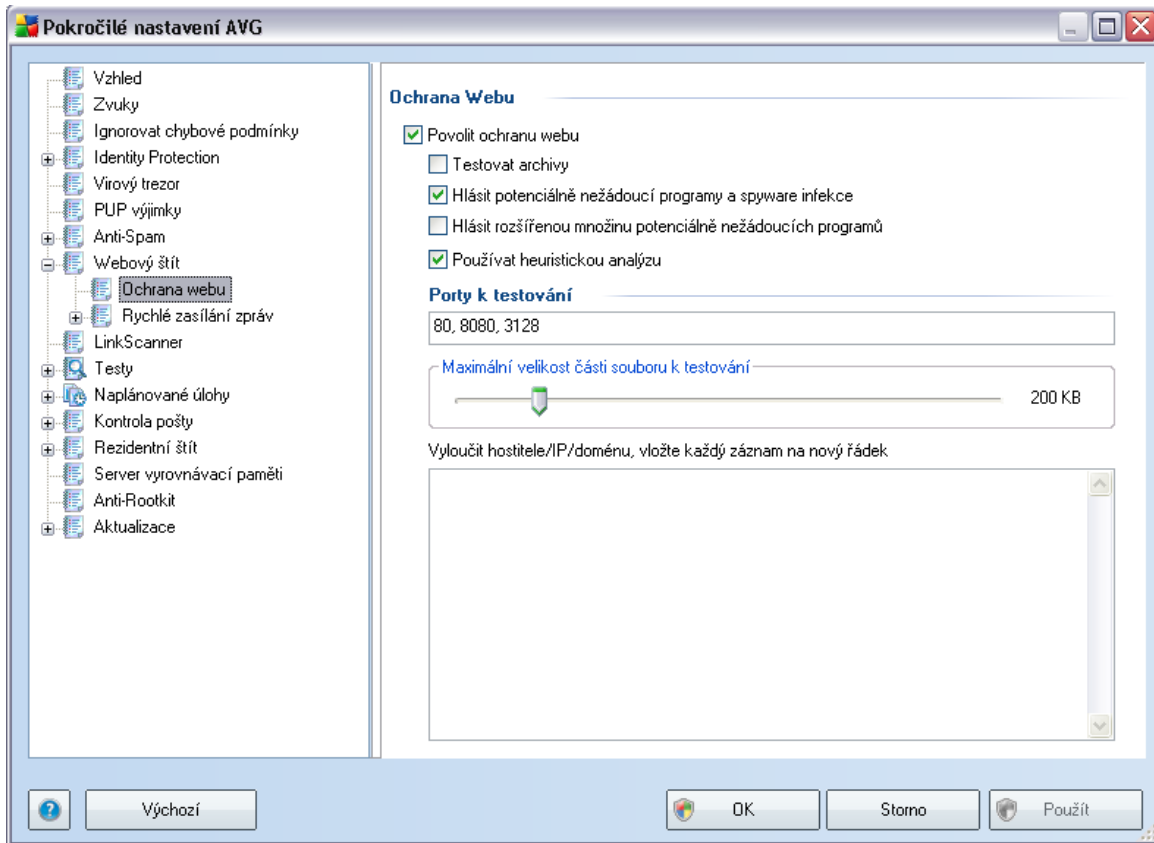 Pokročilé nastavení AVG
Vzhled
Zvuky
Ignorovat chybové podmínky
Identity Protection
Virový trezor
PUP výjimky
Anti-Spam
Webový štít
Ochrana webu
Rychlé zasílání zpráv
LinkScanner
Testy
Naplánované úlohy
Kontrola pošty
Rezidentní štít
Server vyrovnávací paměti
Anti-Rootkit
Aktualizace
Ochrana Webu
Povolit ochranu webu
Testovat archivy
Hlásit potenciálně nežádoucí programy a spyware infekce
Hlásit rozšířenou množinu potenciálně nežádoucích programů
Používat heuristickou analýzu
Porty k testování
80, 8080, 3128
Maximální velikost části souboru k testování
200 KB
Vyloučit hostitele/IP/doménu, vložte každý záznam na nový řádek
Výchozí
OK
Storno
Použít